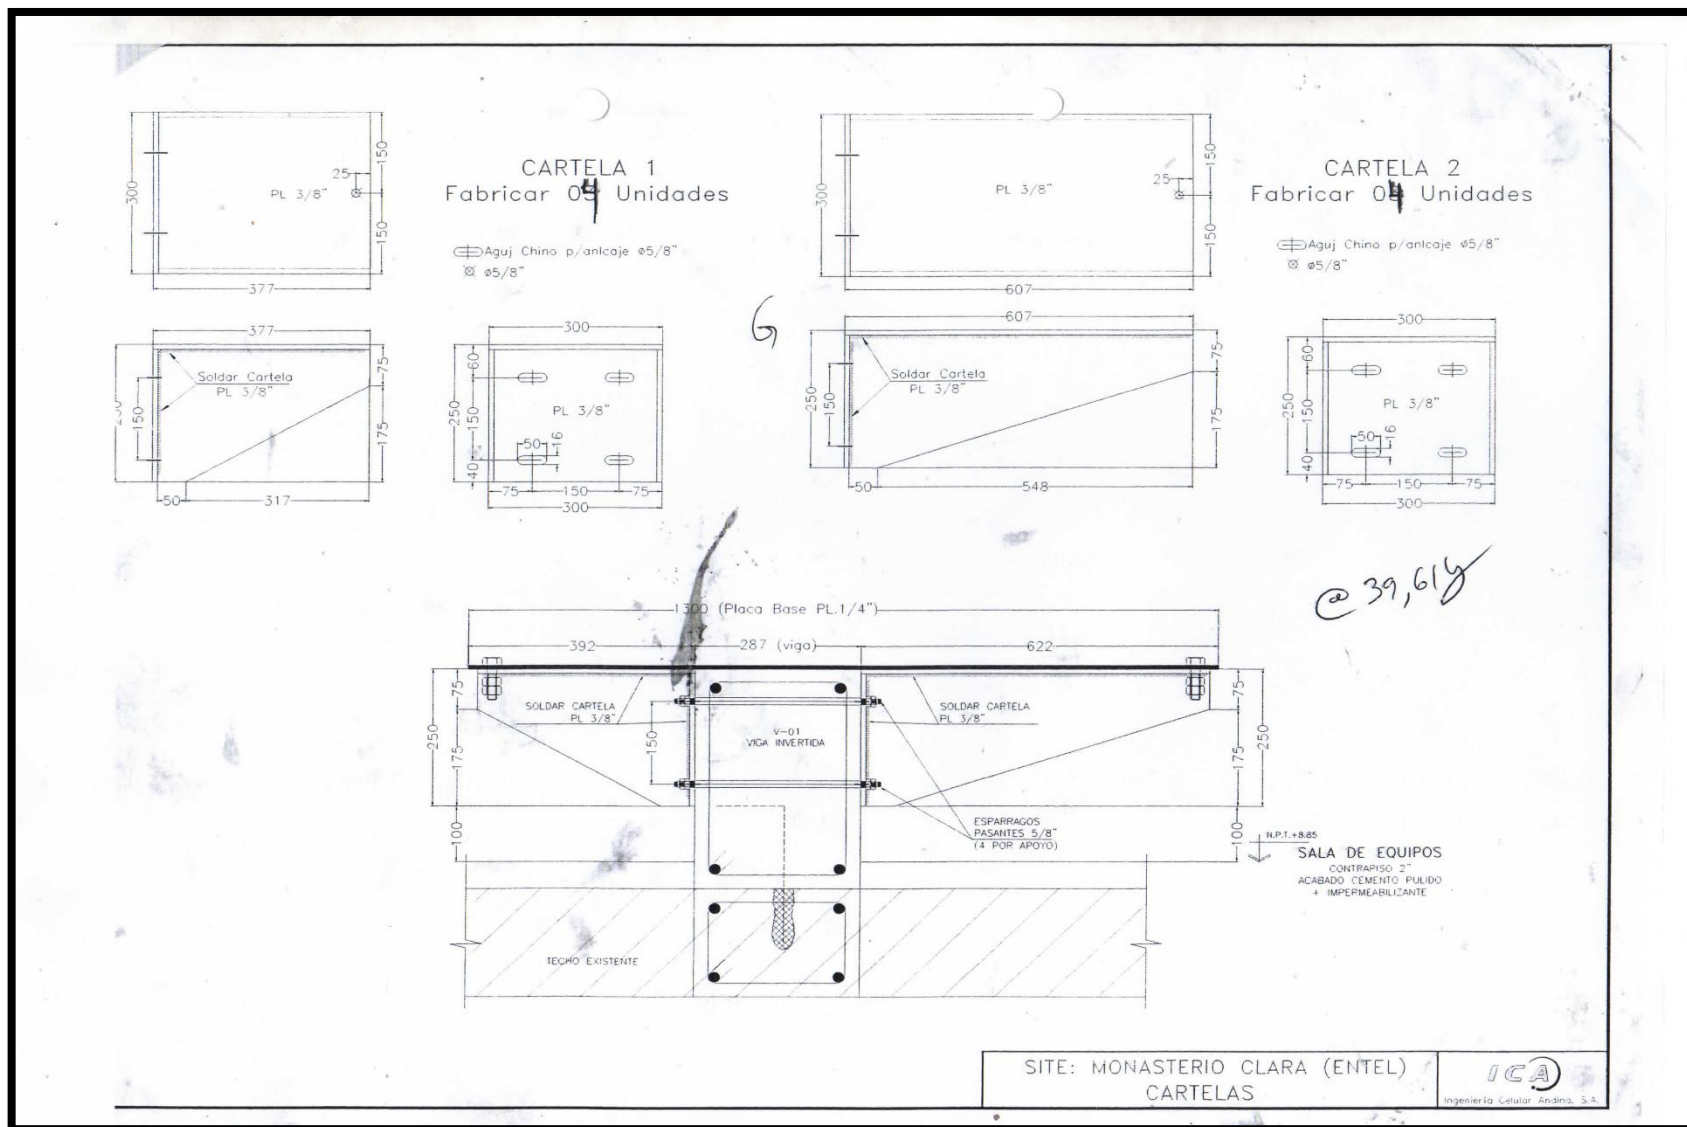 300
PL 3/8"
25
150
150
377
CARTELA 1
Fabricar 04 Unidades
Aguj Chino p/anlcaje ø5/8"
ø5/8"
300
PL 3/8"
25
150
150
607
CARTELA 2
Fabricar 04 Unidades
Aguj Chino p/anlcaje ø5/8"
ø5/8"
377
Soldar Cartela
PL 3/8"
150
75
175
50
317
300
60
250
150
40
PL 3/8"
50
16
75
150
75
300
G
607
Soldar Cartela
PL 3/8"
250
150
75
175
50
548
300
60
250
150
40
PL 3/8"
50
16
75
150
75
300
@ 39,61
1300 (Placa Base PL.1/4")
392
287 (viga)
622
75
250
175
100
SOLDAR CARTELA
PL 3/8"
150
V-01
VIGA INVERTIDA
SOLDAR CARTELA
PL 3/8"
75
175
250
100
ESPARRAGOS
PASANTES 5/8"
(4 POR APOYO)
N.P.T.+8.85
SALA DE EQUIPOS
CONTRAPISO 2"
ACABADO CEMENTO PULIDO
+ IMPERMEABILIZANTE
TECHO EXISTENTE
SITE: MONASTERIO CLARA (ENTEL)
CARTELAS
ICA
Ingeniería Celular Andina. S.A.